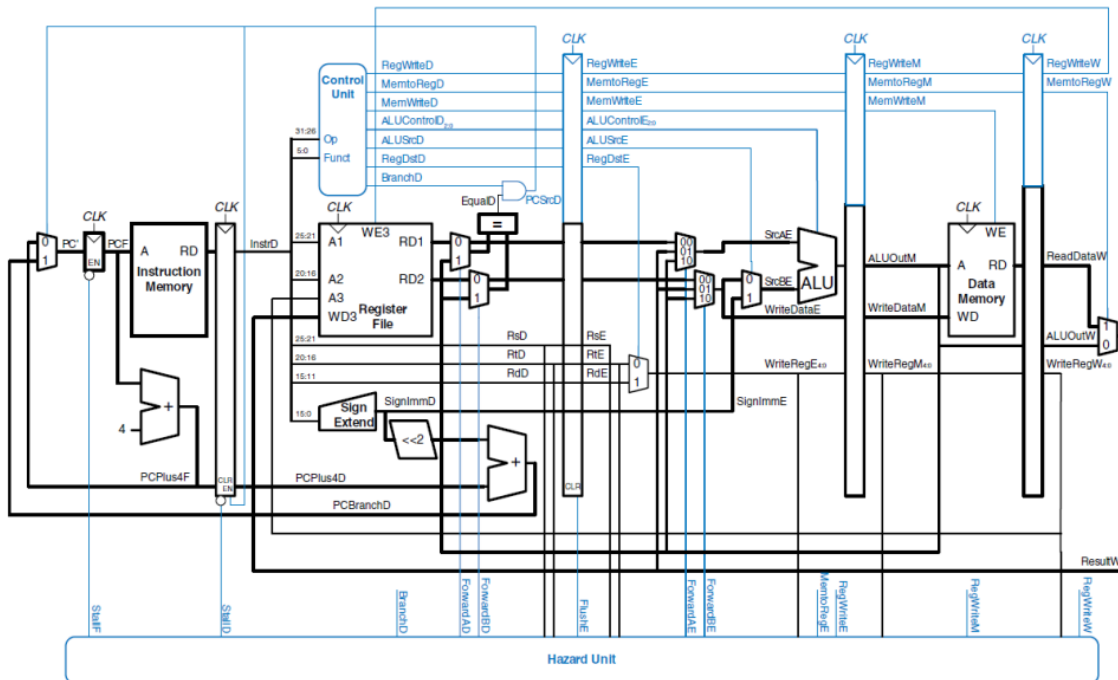 CLK CLK CLK
RegWriteD RegWriteE RegWriteM RegWriteW
Control Unit MemtoRegD MemtoRegE MemtoRegM MemtoRegW
MemWriteD MemWriteE MemWriteM
ALUControlD2:0 ALUControlE2:0
31:26 Op ALUSrcD ALUSrcE
5:0 Funct RegDstD RegDstE
BranchD
EqualD PCSrcD
CLK CLK CLK CLK
0 1 PC' PCF EN A RD Instruction Memory InstrD
25:21 A1 WE3 RD1 0 1 = 00 01 10 SrcAE ALU ALUOutM WE
20:16 A2 RD2 0 1 00 01 10 0 1 SrcBE A RD Data Memory ReadDataW
A3 Register File
WD3 WriteDataE WriteDataM WD 1 0
25:21 RsD RsE ALUOutW
20:16 RtD RtE 0 1 WriteRegE4:0 WriteRegM4:0 WriteRegW4:0
15:11 RdD RdE
15:0 Sign Extend SignImmD SignImmE
4 + <<2 +
PCPlus4F CLR EN PCPlus4D CLR
PCBranchD
ResultW
StallF StallD BranchD ForwardAD ForwardBD FlushE ForwardAE ForwardBE MemtoRegE RegWriteE RegWriteM RegWriteW
Hazard Unit